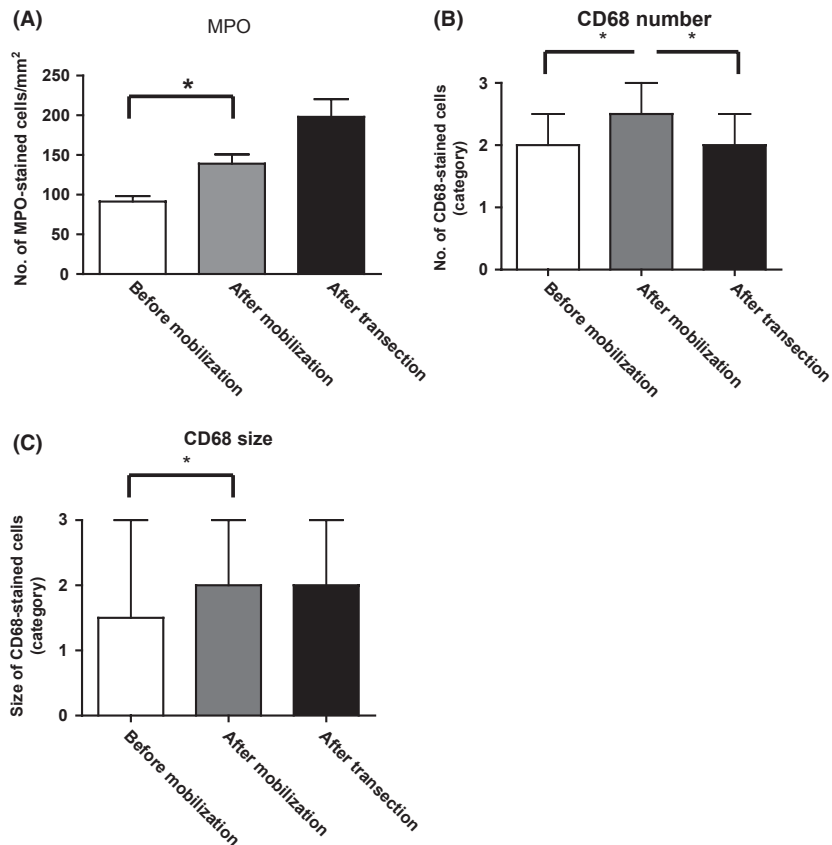 (A)
MPO
No. of MPO-stained cells/mm²
250
200
150
100
50
0
*
Before mobilization
After mobilization
After transection
(B)
CD68 number
No. of CD68-stained cells
(category)
3
2
1
0
*
*
Before mobilization
After mobilization
After transection
(C)
CD68 size
Size of CD68-stained cells
(category)
3
2
1
0
*
Before mobilization
After mobilization
After transection